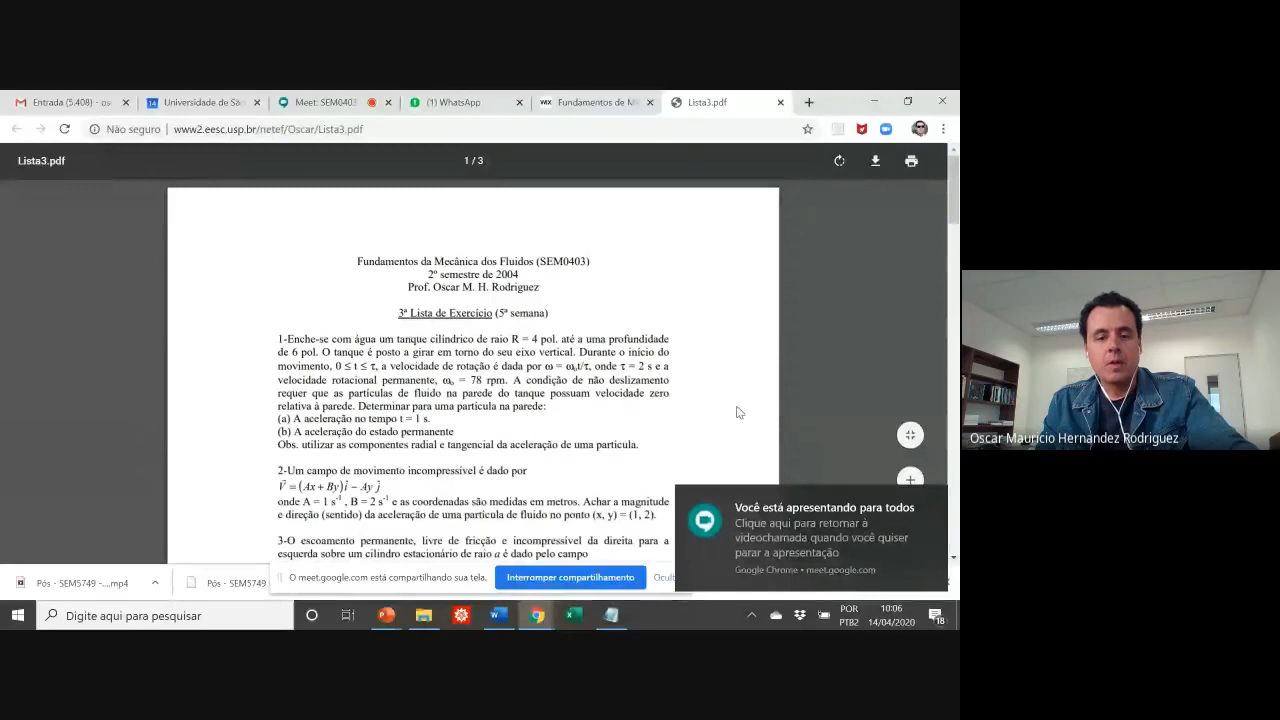 Entrada (5.408) - os
Universidade de Sã
Meet: SEM0403
(1) WhatsApp
WIX
Fundamentos de M
Lista3.pdf
Não seguro
www2.eesc.usp.br/netef/Oscar/Lista3.pdf
Lista3.pdf
1 / 3
Fundamentos da Mecânica dos Fluidos (SEM0403)
2º semestre de 2004
Prof. Oscar M. H. Rodriguez
3ª Lista de Exercício (5ª semana)
1-Enche-se com água um tanque cilíndrico de raio R = 4 pol. até a uma profundidade
de 6 pol. O tanque é posto a girar em torno do seu eixo vertical. Durante o início do
movimento, 0 ≤ t ≤ τ, a velocidade de rotação é dada por ω = ω₀t/τ, onde τ = 2 s e a
velocidade rotacional permanente, ω₀ = 78 rpm. A condição de não deslizamento
requer que as partículas de fluido na parede do tanque possuam velocidade zero
relativa à parede. Determinar para uma partícula na parede:
(a) A aceleração no tempo t = 1 s.
(b) A aceleração do estado permanente
Obs. utilizar as componentes radial e tangencial da aceleração de uma partícula.
2-Um campo de movimento incompressível é dado por
V⃗ = (Ax + By)î − Ay ĵ
onde A = 1 s⁻¹, B = 2 s⁻¹ e as coordenadas são medidas em metros. Achar a magnitude
e direção (sentido) da aceleração de uma partícula de fluido no ponto (x, y) = (1, 2).
3-O escoamento permanente, livre de fricção e incompressível da direita para a
esquerda sobre um cilindro estacionário de raio a é dado pelo campo
Você está apresentando para todos
Clique aqui para retornar à
videochamada quando você quiser
parar a apresentação
Google Chrome • meet.google.com
Pós - SEM5749 -....mp4
Pós - SEM5749
O meet.google.com está compartilhando sua tela.
Interromper compartilhamento
Ocult
Digite aqui para pesquisar
POR
PTB2
10:06
14/04/2020
18
Oscar Mauricio Hernandez Rodriguez